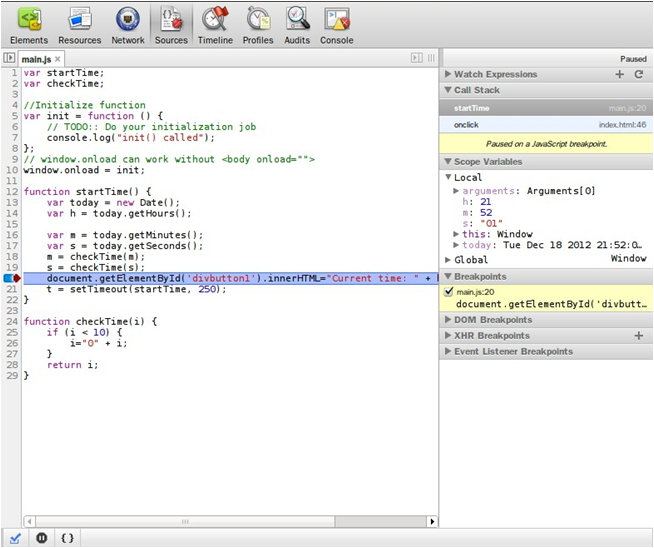 Elements Resources Network Sources Timeline Profiles Audits Console
main.js ×
1 var startTime;
2 var checkTime;
3
4 //Initialize function
5 var init = function () {
6 // TODO:: Do your initialization job
7 console.log("init() called");
8 };
9 // window.onload can work without <body onload="">
10 window.onload = init;
11
12 function startTime() {
13 var today = new Date();
14 var h = today.getHours();
15
16 var m = today.getMinutes();
17 var s = today.getSeconds();
18 m = checkTime(m);
19 s = checkTime(s);
document.getElementById('divbutton1').innerHTML="Current time: " +
21 t = setTimeout(startTime, 250);
22 }
23
24 function checkTime(i) {
25 if (i < 10) {
26 i="0" + i;
27 }
28 return i;
29 }
{ }
Paused
Watch Expressions
Call Stack
startTime main.js:20
onclick index.html:46
Paused on a JavaScript breakpoint.
Scope Variables
Local
arguments: Arguments[0]
h: 21
m: 52
s: "01"
this: Window
today: Tue Dec 18 2012 21:52:0…
Global Window
Breakpoints
main.js:20
document.getElementById('divbutt…
DOM Breakpoints
XHR Breakpoints
Event Listener Breakpoints